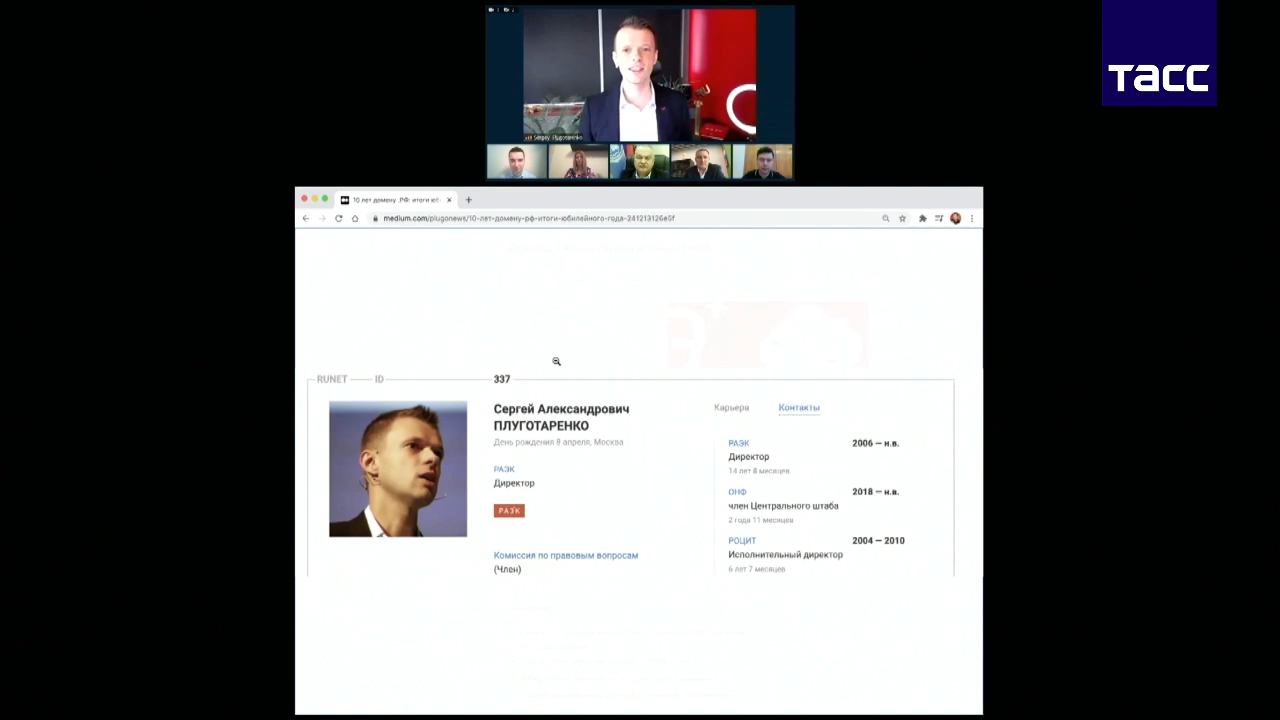 Sergey Plugotarenko
ТАСС
10 лет домену .РФ: итоги юб
medium.com/plugonews/10-лет-домену-рф-итоги-юбилейного-года-241213126e5f
RUNET ID 337
Сергей Александрович
ПЛУГОТАРЕНКО
День рождения 8 апреля, Москва
РАЭК
Директор
РАЭК
Комиссия по правовым вопросам
(Член)
Карьера Контакты
РАЭК 2006 — н.в.
Директор
14 лет 8 месяцев
ОНФ 2018 — н.в.
член Центрального штаба
2 года 11 месяцев
РОЦИТ 2004 — 2010
Исполнительный директор
6 лет 7 месяцев